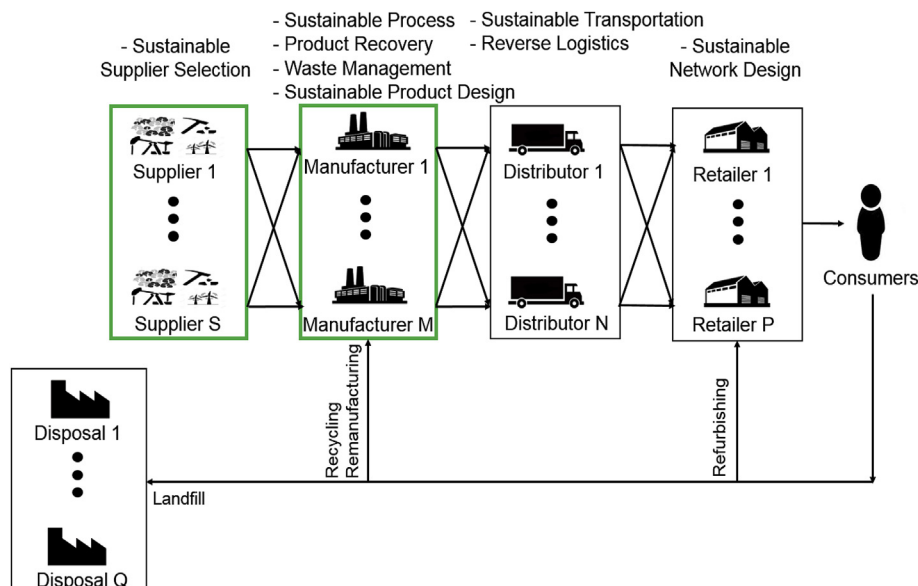 - Sustainable
Supplier Selection
- Sustainable Process
- Product Recovery
- Waste Management
- Sustainable Product Design
- Sustainable Transportation
- Reverse Logistics
- Sustainable
Network Design
Supplier 1
Manufacturer 1
Distributor 1
Retailer 1
Consumers
Supplier S
Manufacturer M
Distributor N
Retailer P
Recycling
Remanufacturing
Refurbishing
Disposal 1
Landfill
Disposal Q